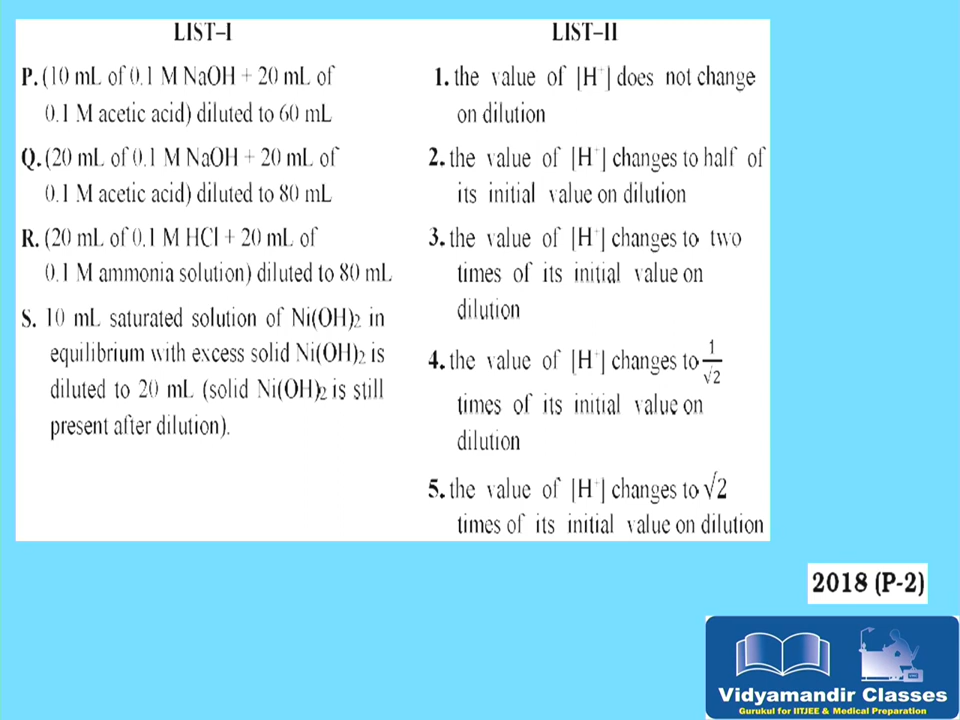 LIST–I
P. (10 mL of 0.1 M NaOH + 20 mL of
0.1 M acetic acid) diluted to 60 mL
Q. (20 mL of 0.1 M NaOH + 20 mL of
0.1 M acetic acid) diluted to 80 mL
R. (20 mL of 0.1 M HCl + 20 mL of
0.1 M ammonia solution) diluted to 80 mL
S. 10 mL saturated solution of Ni(OH)₂ in
equilibrium with excess solid Ni(OH)₂ is
diluted to 20 mL (solid Ni(OH)₂ is still
present after dilution).
LIST–II
1. the value of [H⁺] does not change
on dilution
2. the value of [H⁺] changes to half of
its initial value on dilution
3. the value of [H⁺] changes to two
times of its initial value on
dilution
4. the value of [H⁺] changes to 1/√2
times of its initial value on
dilution
5. the value of [H⁺] changes to √2
times of its initial value on dilution
2018 (P-2)
Vidyamandir Classes
Gurukul for IITJEE & Medical Preparation